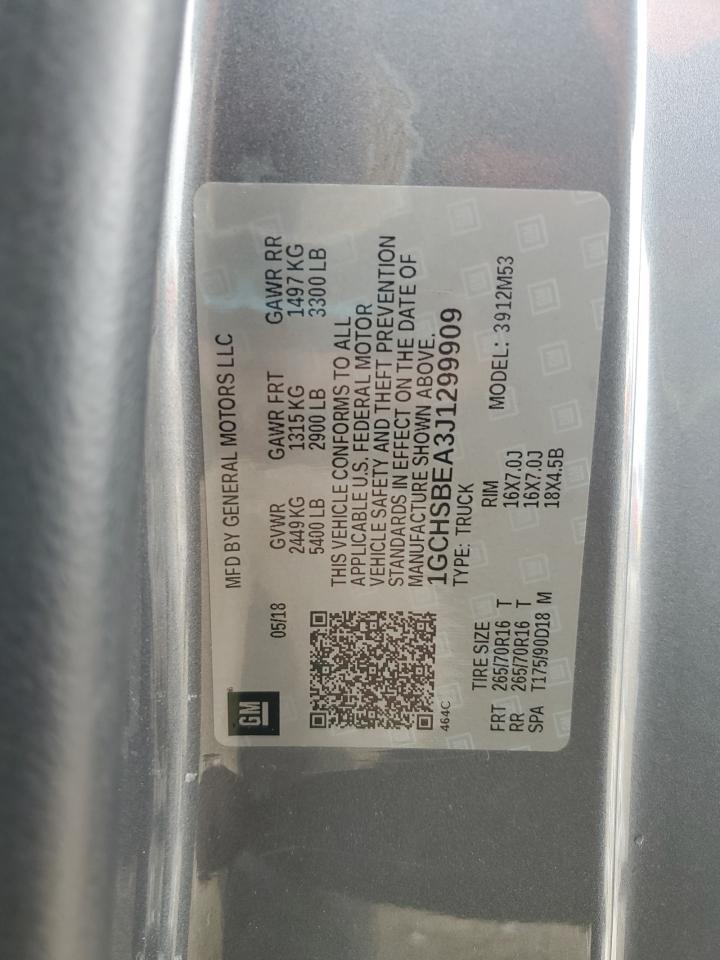 GM
MFD BY GENERAL MOTORS LLC
05/18
GVWR GAWR FRT GAWR RR
2449 KG 1315 KG 1497 KG
5400 LB 2900 LB 3300 LB
THIS VEHICLE CONFORMS TO ALL
APPLICABLE U.S. FEDERAL MOTOR
VEHICLE SAFETY AND THEFT PREVENTION
STANDARDS IN EFFECT ON THE DATE OF
MANUFACTURE SHOWN ABOVE.
1GCHSBEA3J1299909
464C
TYPE: TRUCK MODEL: 3912M53
TIRE SIZE RIM
FRT 265/70R16 T 16X7.0J
RR 265/70R16 T 16X7.0J
SPA T175/90D18 M 18X4.5B